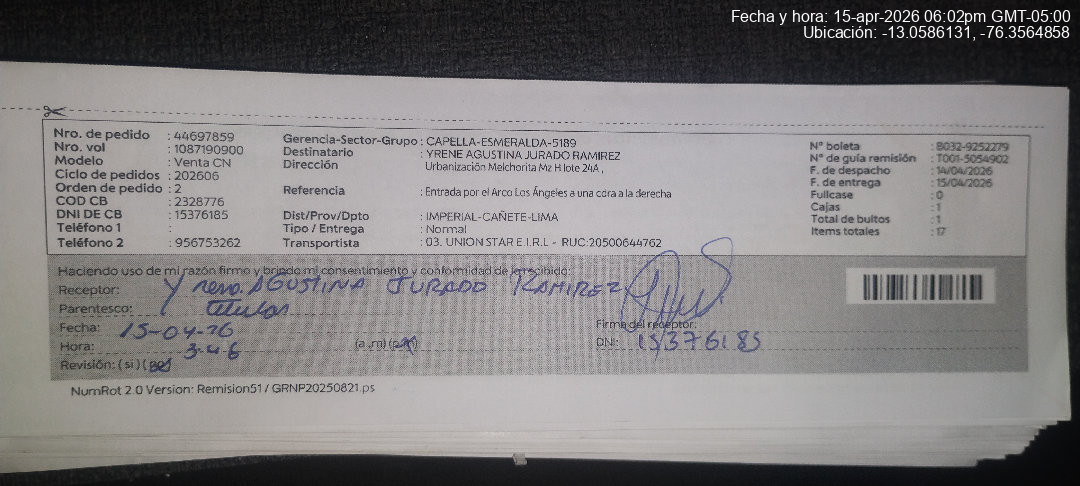 Fecha y hora: 15-apr-2026 06:02pm GMT-05:00
Ubicación: -13.0586131, -76.3564858
Nro. de pedido : 44697859
Nro. vol : 1087190900
Modelo : Venta CN
Ciclo de pedidos : 202606
Orden de pedido : 2
COD CB : 2328776
DNI DE CB : 15376185
Teléfono 1 :
Teléfono 2 : 956753262
Gerencia-Sector-Grupo : CAPELLA-ESMERALDA-5189
Destinatario : YRENE AGUSTINA JURADO RAMIREZ
Dirección : Urbanización Melchorita Mz H lote 24A ,
Referencia : Entrada por el Arco Los Ángeles a una cdra a la derecha
Dist/Prov/Dpto : IMPERIAL-CAÑETE-LIMA
Tipo / Entrega : Normal
Transportista : 03. UNION STAR E.I.R.L - RUC:20500644762
N° boleta : B032-9252279
N° de guía remisión : T001-5054902
F. de despacho : 14/04/2026
F. de entrega : 15/04/2026
Fullcase : 0
Cajas : 1
Total de bultos : 1
Items totales : 17
Haciendo uso de mi razón firmo y brindo mi consentimiento y conformidad de lo recibido:
Receptor: Yrene AGUSTINA JURADO RAMIREZ
Parentesco: titular
Fecha: 15-04-26
Firma del receptor:
Hora: 3-46 (a.m) (p.m)
DNI: 15376185
Revisión: ( si ) (
NumRot 2.0 Version: Remision51 / GRNP20250821.ps